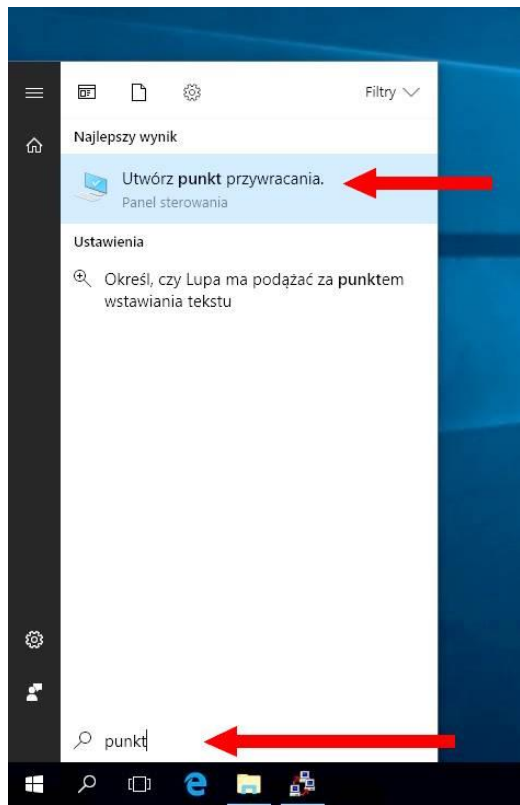 Filtry
Najlepszy wynik
Utwórz punkt przywracania.
Panel sterowania
Ustawienia
Określ, czy Lupa ma podążać za punktem
wstawiania tekstu
punkt